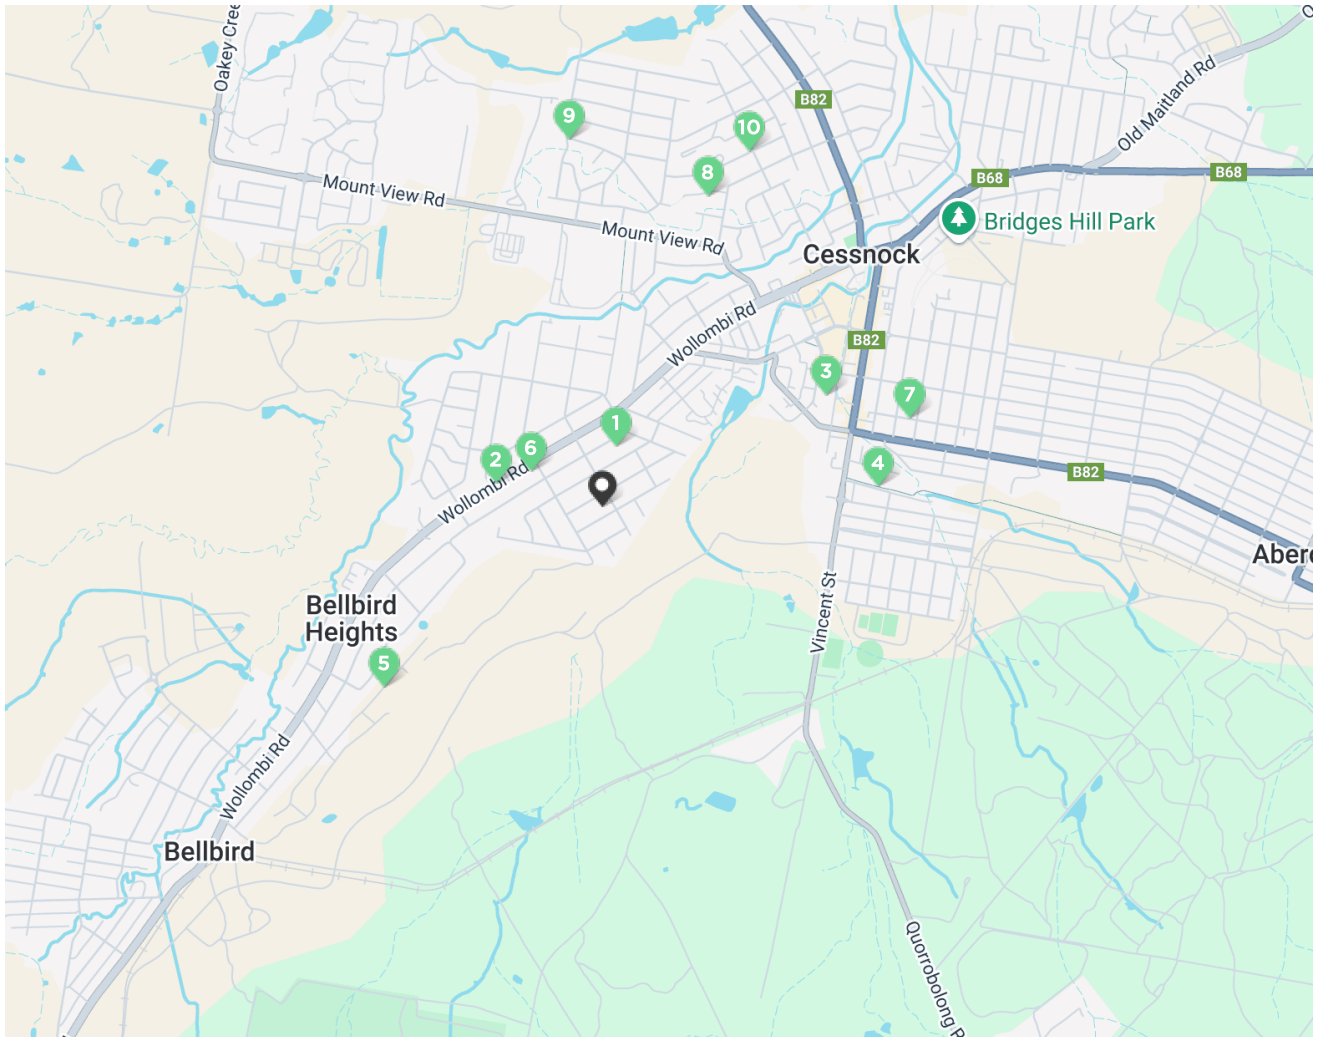 Oakey Cree
O
B82
9
10
Old Maitland Rd
8
B68
B68
Mount View Rd
Bridges Hill Park
Mount View Rd
Cessnock
Wollombi Rd
B82
3
7
1
6
2
4
B82
Wollombi Rd
Aber
Bellbird
Heights
Vincent St
5
Wollombi Rd
Bellbird
Quorrobolong R